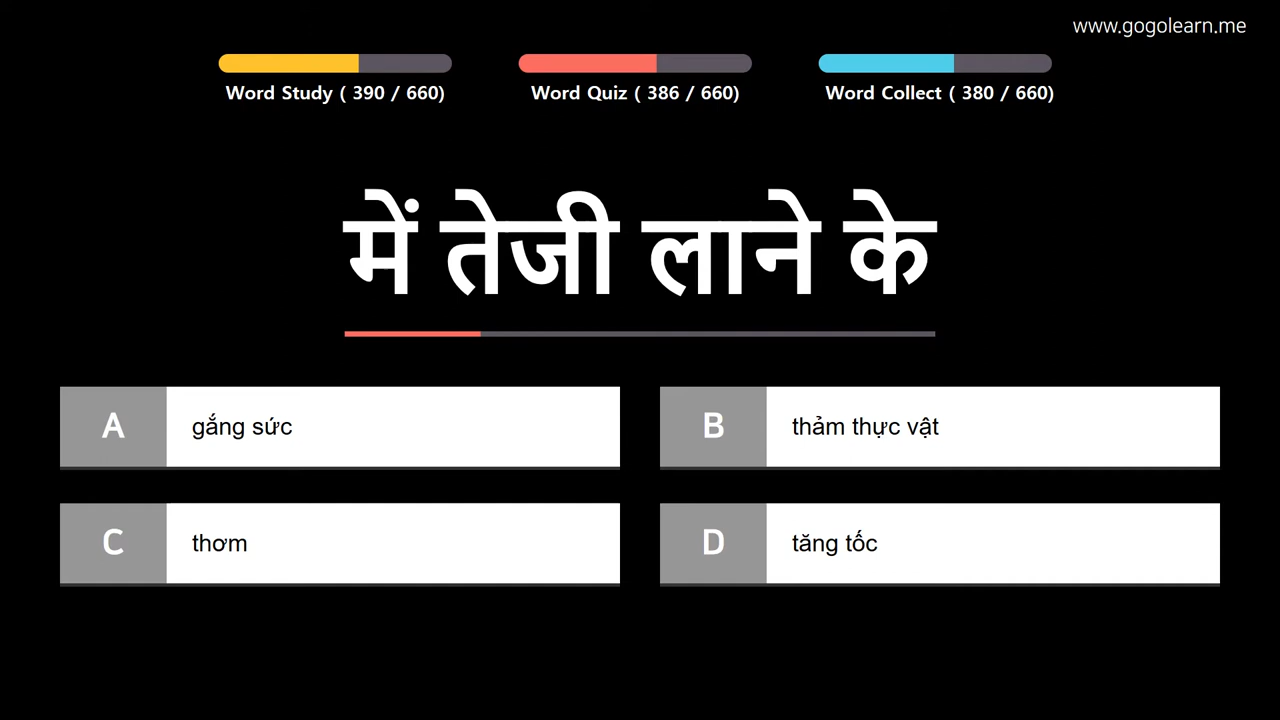 www.gogolearn.me
Word Study ( 390 / 660)
Word Quiz ( 386 / 660)
Word Collect ( 380 / 660)
में तेजी लाने के
A gắng sức
B thảm thực vật
C thơm
D tăng tốc